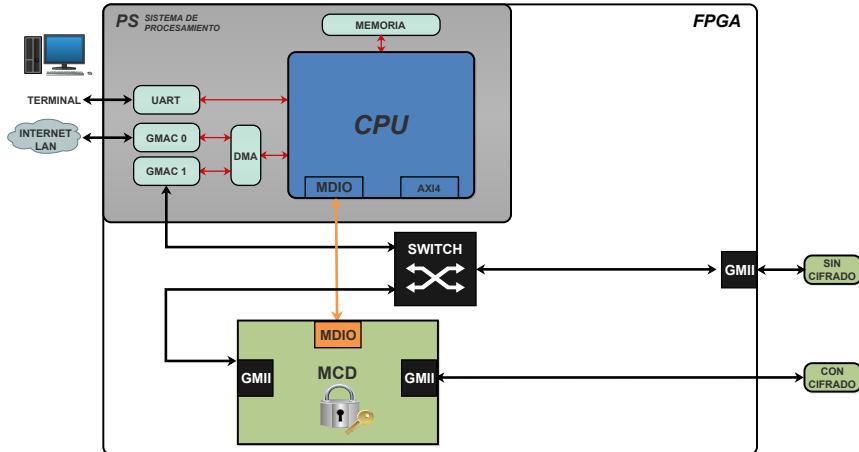 PS SISTEMA DE
PROCESAMIENTO
MEMORIA
FPGA
TERMINAL
UART
CPU
INTERNET
LAN
GMAC 0
DMA
GMAC 1
MDIO
AXI4
SWITCH
GMII
SIN
CIFRADO
MDIO
GMII
MCD
GMII
CON
CIFRADO